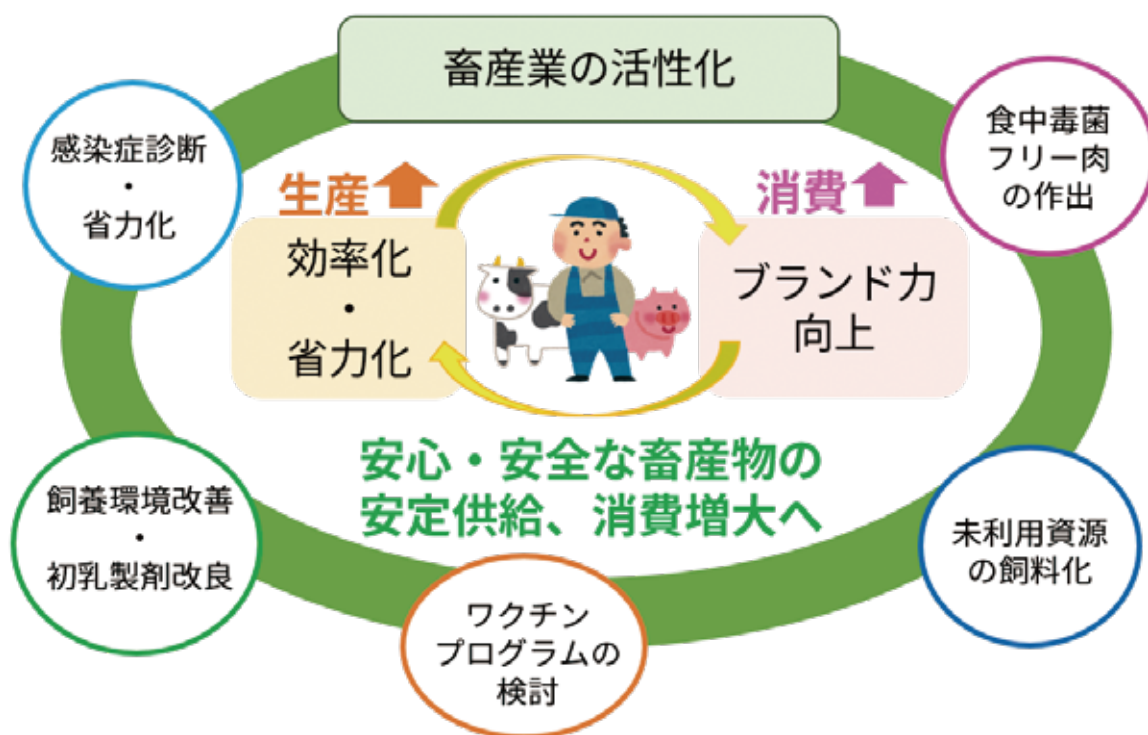 畜産業の活性化
感染症診断
・
省力化
食中毒菌
フリー肉
の作出
生産
消費
効率化
・
省力化
ブランド力
向上
安心・安全な畜産物の
安定供給、消費増大へ
飼養環境改善
・
初乳製剤改良
ワクチン
プログラムの
検討
未利用資源
の飼料化